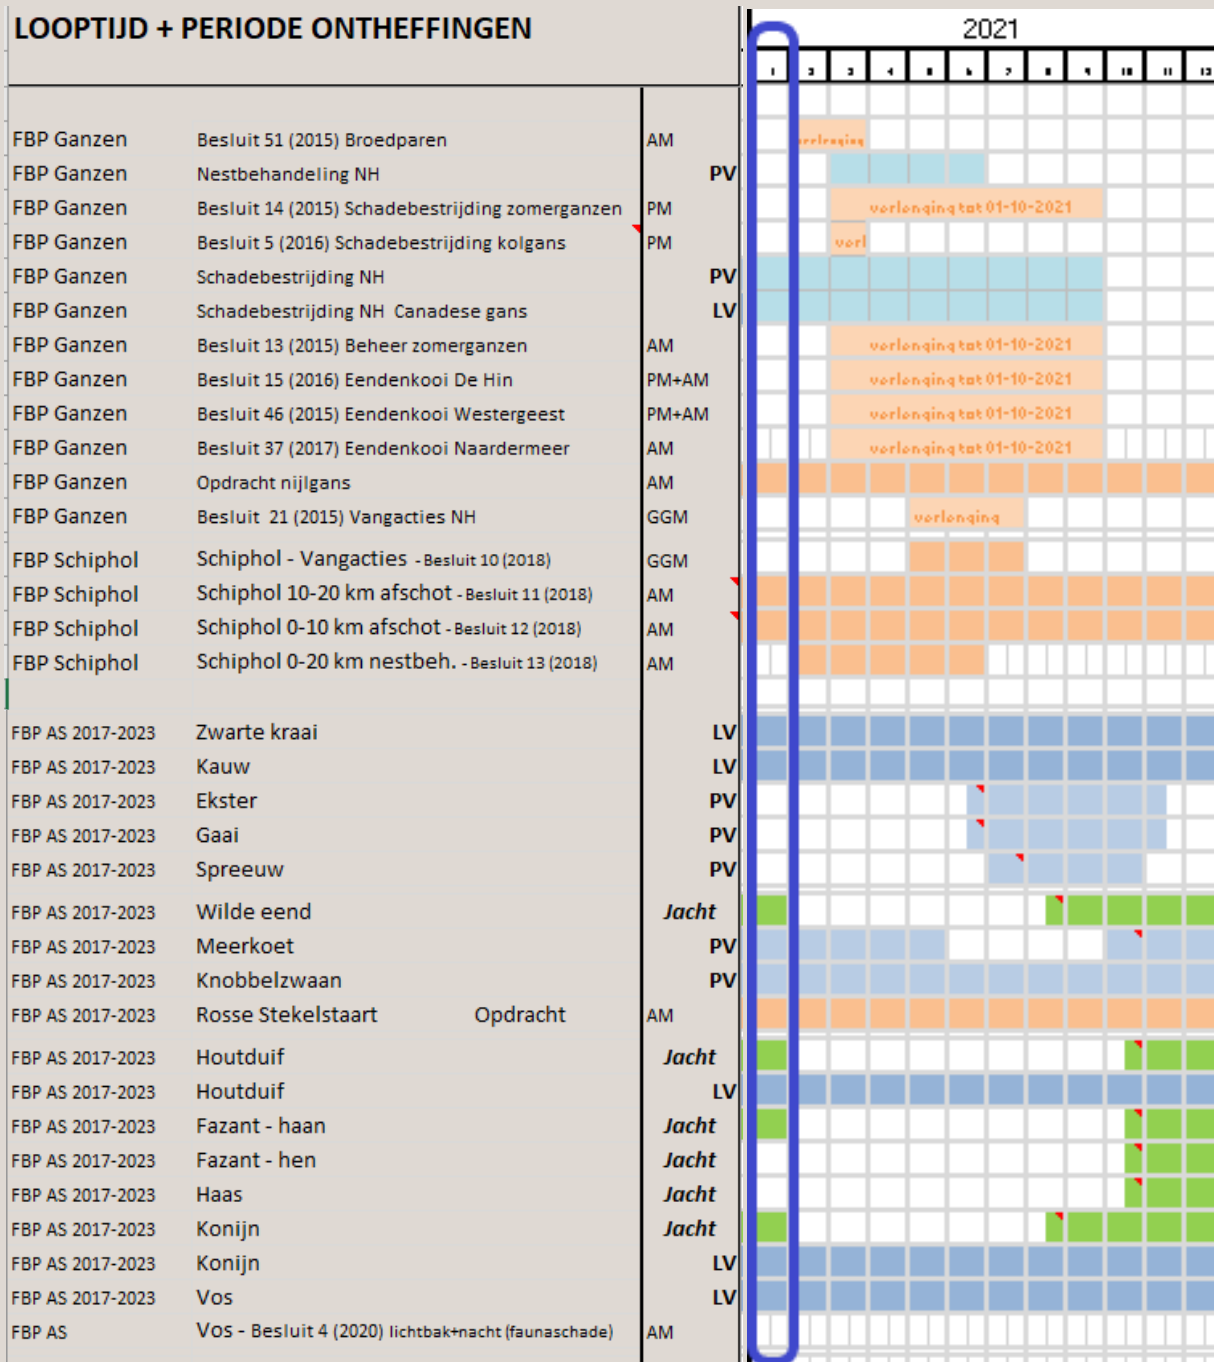 LOOPTIJD + PERIODE ONTHEFFINGEN 2021
1 2 3 4 5 6 7 8 9 10 11 12
FBP Ganzen Besluit 51 (2015) Broedparen AM verlenging
FBP Ganzen Nestbehandeling NH PV
FBP Ganzen Besluit 14 (2015) Schadebestrijding zomerganzen PM verlenging tot 01-10-2021
FBP Ganzen Besluit 5 (2016) Schadebestrijding kolgans PM verl
FBP Ganzen Schadebestrijding NH PV
FBP Ganzen Schadebestrijding NH Canadese gans LV
FBP Ganzen Besluit 13 (2015) Beheer zomerganzen AM verlenging tot 01-10-2021
FBP Ganzen Besluit 15 (2016) Eendenkooi De Hin PM+AM verlenging tot 01-10-2021
FBP Ganzen Besluit 46 (2015) Eendenkooi Westergeest PM+AM verlenging tot 01-10-2021
FBP Ganzen Besluit 37 (2017) Eendenkooi Naardermeer AM verlenging tot 01-10-2021
FBP Ganzen Opdracht nijlgans AM
FBP Ganzen Besluit 21 (2015) Vangacties NH GGM verlenging
FBP Schiphol Schiphol - Vangacties - Besluit 10 (2018) GGM
FBP Schiphol Schiphol 10-20 km afschot - Besluit 11 (2018) AM
FBP Schiphol Schiphol 0-10 km afschot - Besluit 12 (2018) AM
FBP Schiphol Schiphol 0-20 km nestbeh. - Besluit 13 (2018) AM
FBP AS 2017-2023 Zwarte kraai LV
FBP AS 2017-2023 Kauw LV
FBP AS 2017-2023 Ekster PV
FBP AS 2017-2023 Gaai PV
FBP AS 2017-2023 Spreeuw PV
FBP AS 2017-2023 Wilde eend Jacht
FBP AS 2017-2023 Meerkoet PV
FBP AS 2017-2023 Knobbelzwaan PV
FBP AS 2017-2023 Rosse Stekelstaart Opdracht AM
FBP AS 2017-2023 Houtduif Jacht
FBP AS 2017-2023 Houtduif LV
FBP AS 2017-2023 Fazant - haan Jacht
FBP AS 2017-2023 Fazant - hen Jacht
FBP AS 2017-2023 Haas Jacht
FBP AS 2017-2023 Konijn Jacht
FBP AS 2017-2023 Konijn LV
FBP AS 2017-2023 Vos LV
FBP AS Vos - Besluit 4 (2020) lichtbak+nacht (faunaschade) AM